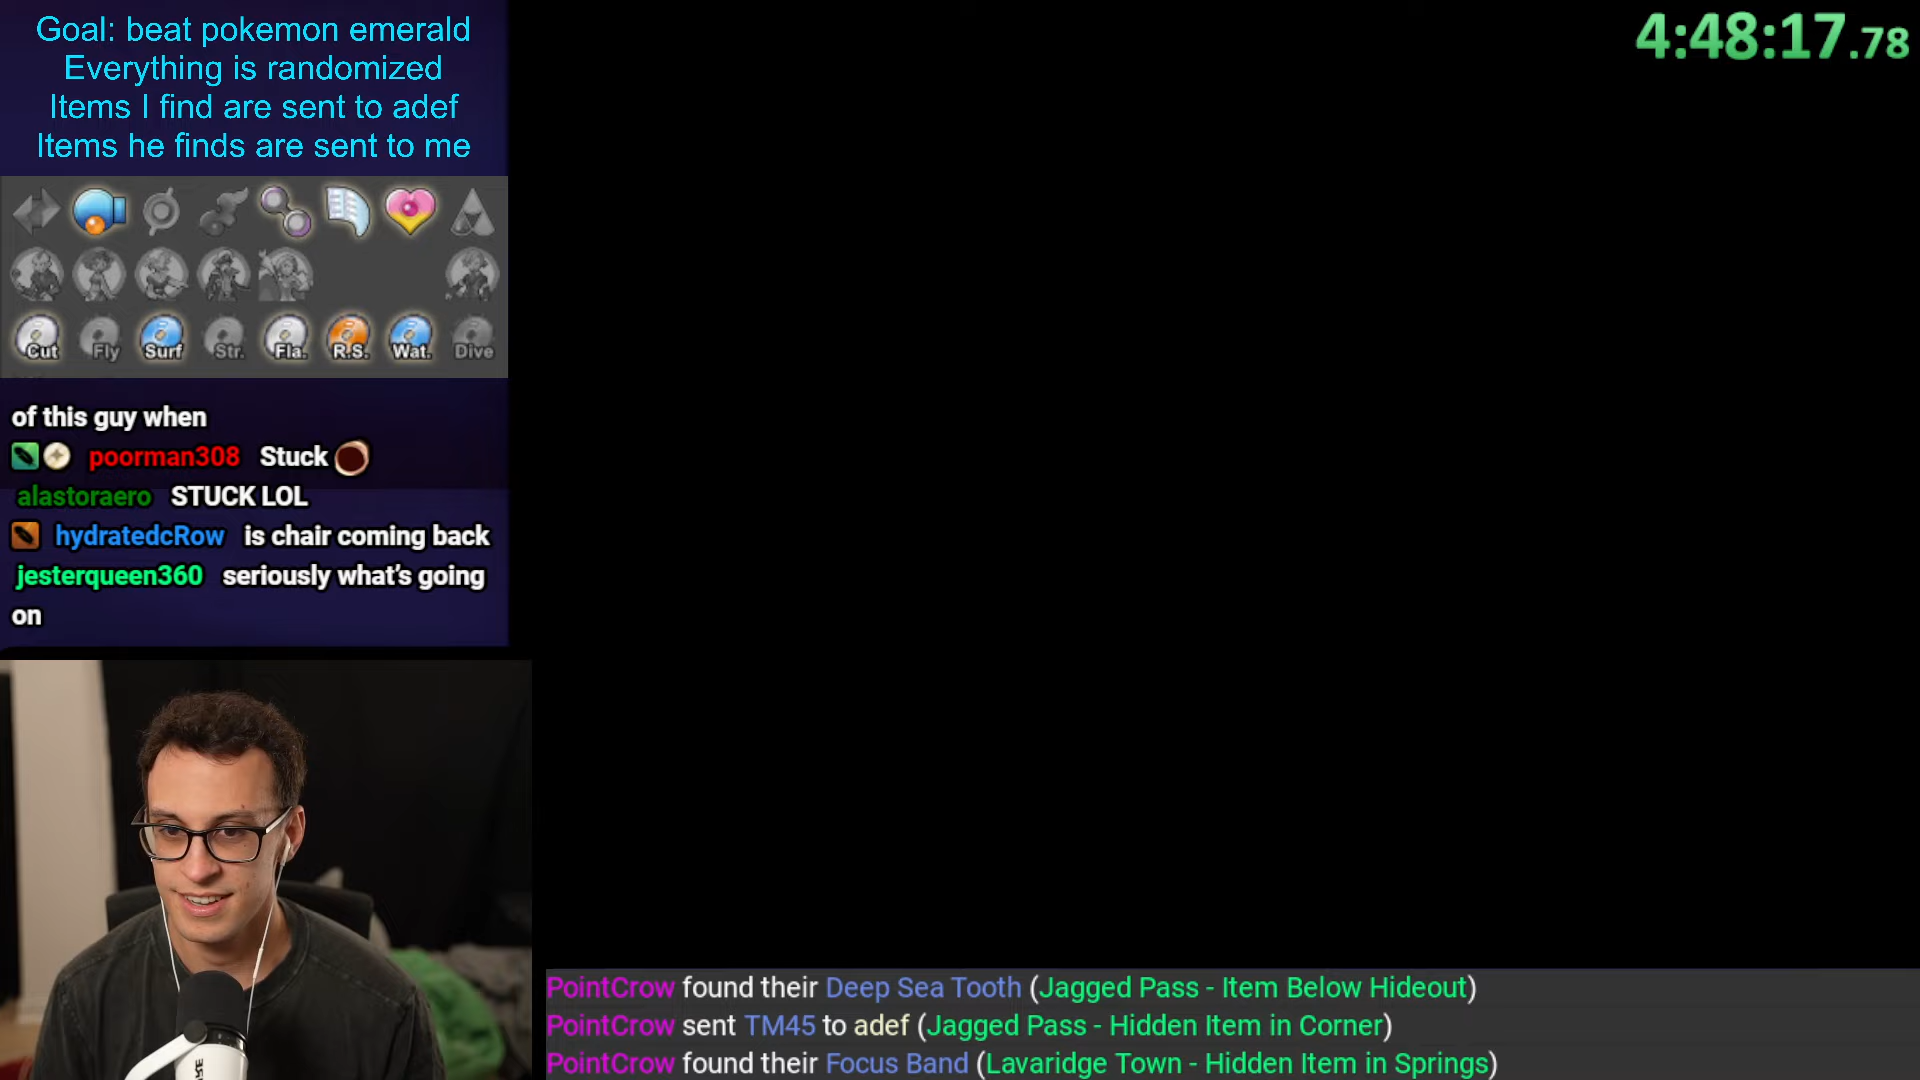 Goal: beat pokemon emerald
Everything is randomized
Items I find are sent to adef
Items he finds are sent to me
4:48:17.78
Cut Fly Surf Str. Fla. R.S. Wat. Dive
of this guy when
poorman308 Stuck
alastoraero STUCK LOL
hydratedcRow is chair coming back
jesterqueen360 seriously what's going
on
PointCrow found their Deep Sea Tooth (Jagged Pass - Item Below Hideout)
PointCrow sent TM45 to adef (Jagged Pass - Hidden Item in Corner)
PointCrow found their Focus Band (Lavaridge Town - Hidden Item in Springs)